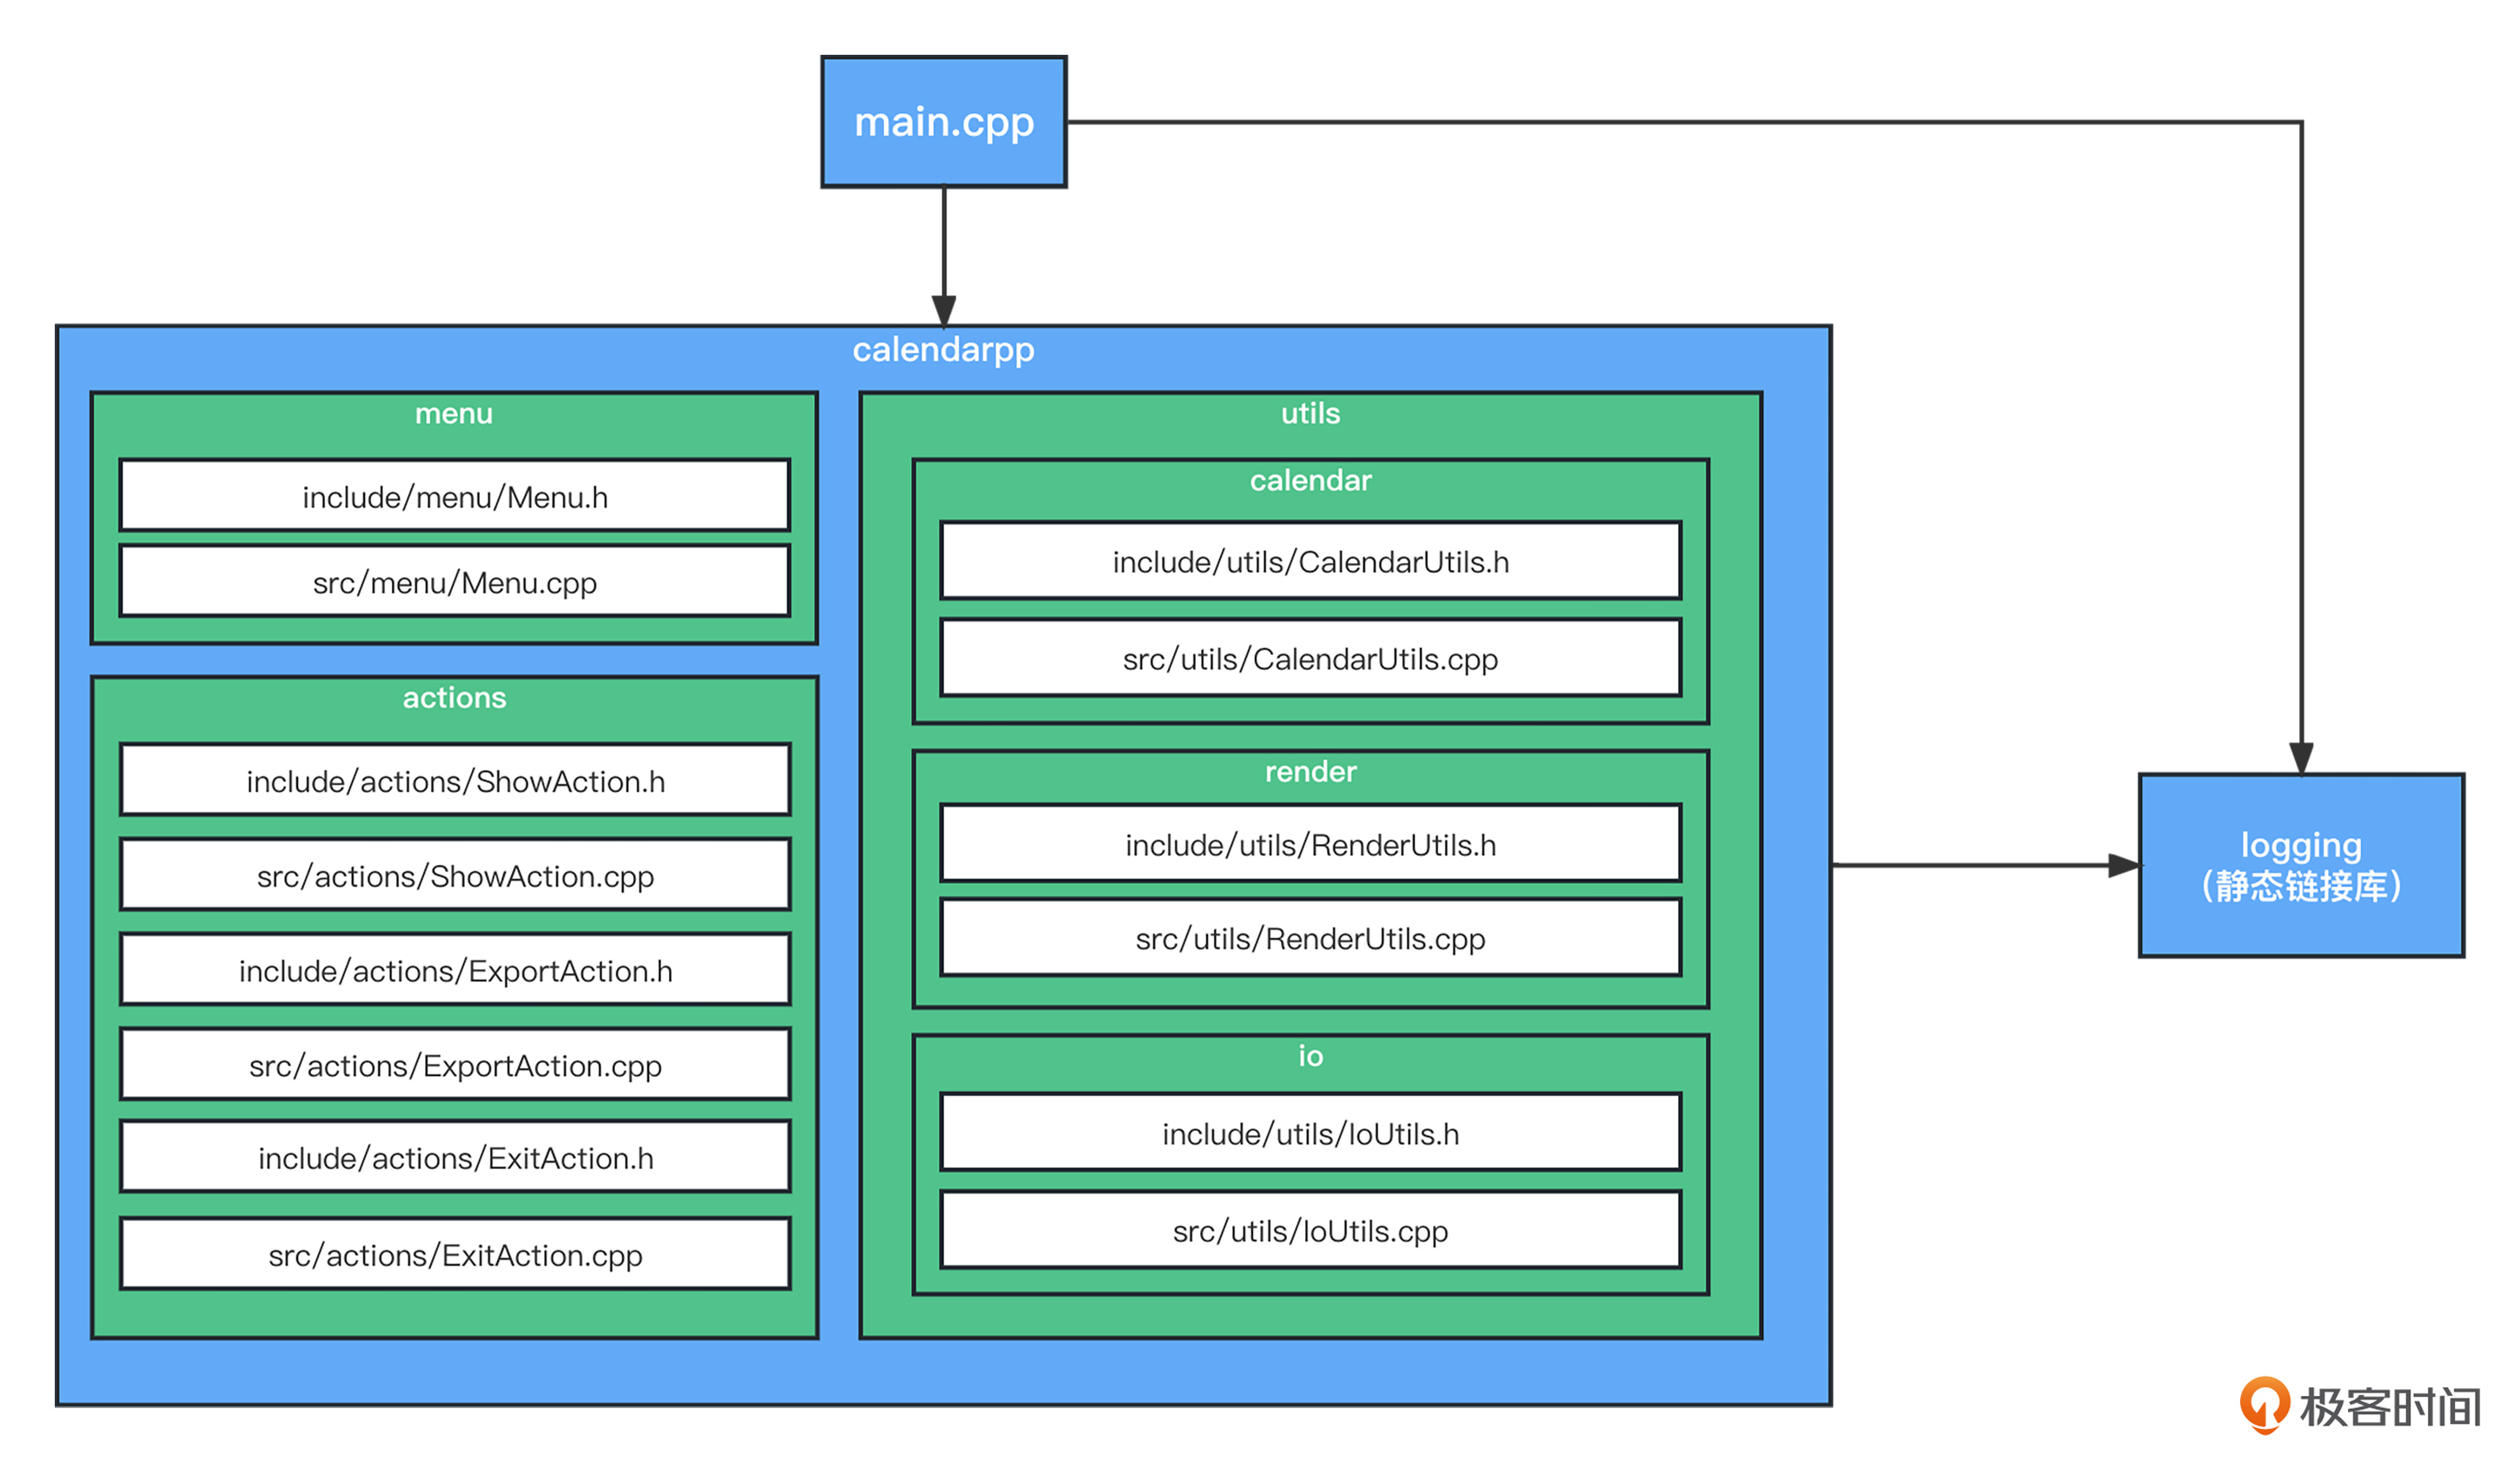 main.cpp
calendarpp
menu
include/menu/Menu.h
src/menu/Menu.cpp
actions
include/actions/ShowAction.h
src/actions/ShowAction.cpp
include/actions/ExportAction.h
src/actions/ExportAction.cpp
include/actions/ExitAction.h
src/actions/ExitAction.cpp
utils
calendar
include/utils/CalendarUtils.h
src/utils/CalendarUtils.cpp
render
include/utils/RenderUtils.h
src/utils/RenderUtils.cpp
io
include/utils/IoUtils.h
src/utils/IoUtils.cpp
logging
（静态链接库）
极客时间